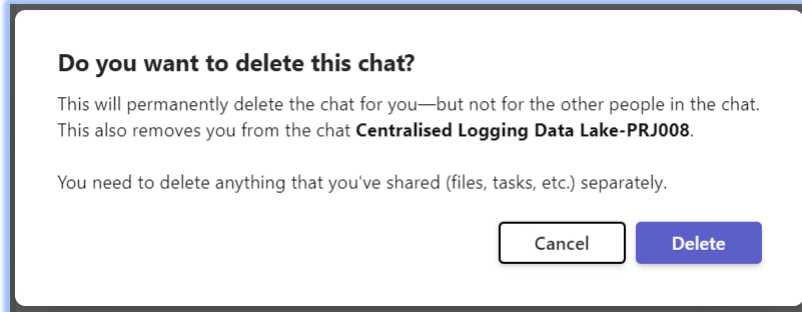 Do you want to delete this chat?
This will permanently delete the chat for you—but not for the other people in the chat.
This also removes you from the chat Centralised Logging Data Lake-PRJ008.
You need to delete anything that you've shared (files, tasks, etc.) separately.
Cancel
Delete